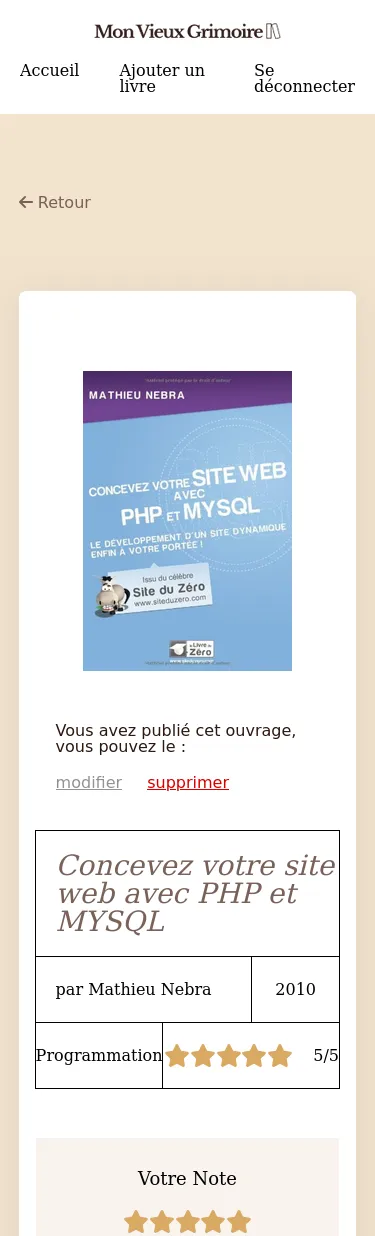 Mon Vieux Grimoire
Accueil
Ajouter un
livre
Se
déconnecter
Retour
MATHIEU NEBRA
CONCEVEZ VOTRE SITE WEB
AVEC
PHP ET MYSQL
LE DÉVELOPPEMENT D'UN SITE DYNAMIQUE
ENFIN À VOTRE PORTÉE !
Issu du célèbre
Site du Zéro
www.siteduzero.com
Zéro
Vous avez publié cet ouvrage,
vous pouvez le :
modifier supprimer
Concevez votre site
web avec PHP et
MYSQL
par Mathieu Nebra
2010
Programmation
5/5
Votre Note